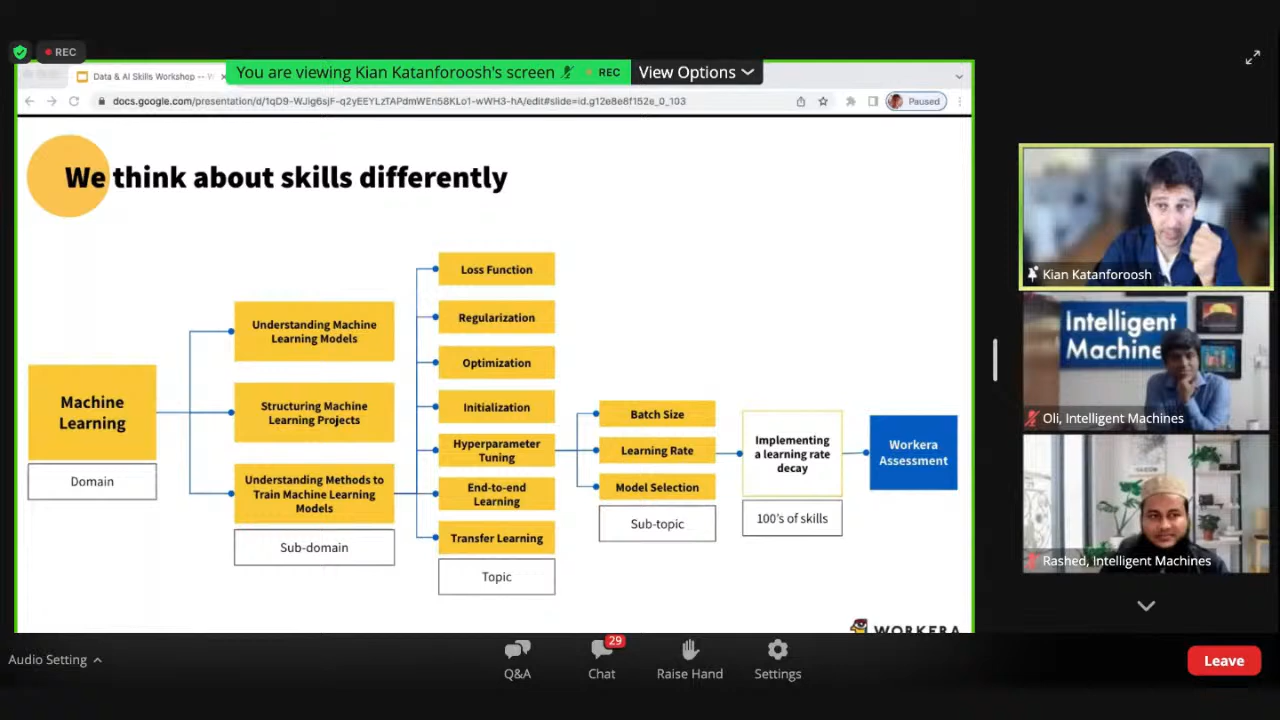 REC
Data & AI Skills Workshop -- W
You are viewing Kian Katanforoosh's screen
REC
View Options
docs.google.com/presentation/d/1qD9-WJig6sjF-q2yEEYLzTAPdmWEn58KLo1-wWH3-hA/edit#slide=id.g12e8e8f152e_0_103
Paused
We think about skills differently
Machine
Learning
Domain
Understanding Machine
Learning Models
Structuring Machine
Learning Projects
Understanding Methods to
Train Machine Learning
Models
Sub-domain
Loss Function
Regularization
Optimization
Initialization
Hyperparameter
Tuning
End-to-end
Learning
Transfer Learning
Topic
Batch Size
Learning Rate
Model Selection
Sub-topic
Implementing
a learning rate
decay
100's of skills
Workera
Assessment
WORKERA
Kian Katanforoosh
Intelligent
Machine
Oli, Intelligent Machines
Rashed, Intelligent Machines
Audio Setting
Q&A
29
Chat
Raise Hand
Settings
Leave